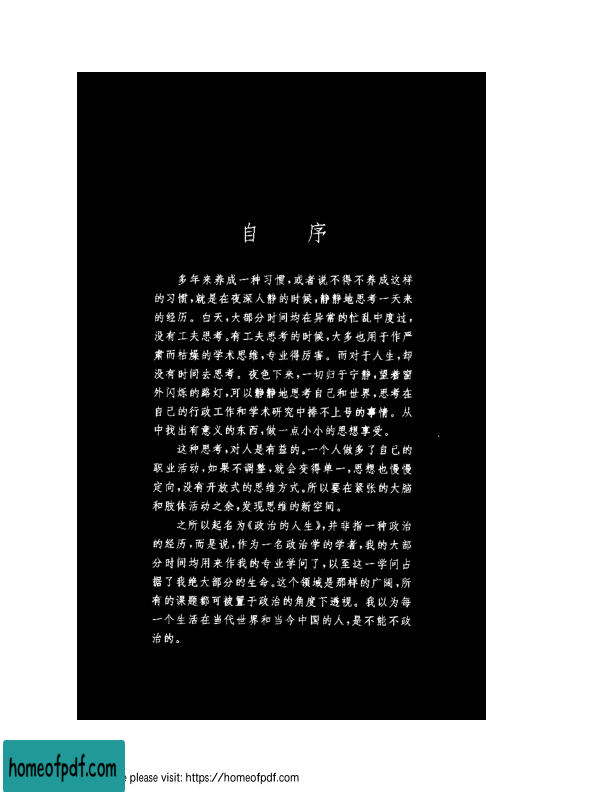 自 序
多年来养成一种习惯,或者说不得不养成这样
的习惯,就是在夜深人静的时候,静静地思考一天来
的经历。白天,大部分时间均在异常的忙乱中度过,
没有工夫思考。有工夫思考的时候,大多也用于作严
肃而枯燥的学术思维,专业得厉害。而对于人生,却
没有时间去思考。夜色下来,一切归于宁静,望着窗
外闪烁的路灯,可以静静地思考自己和世界,思考在
自己的行政工作和学术研究中排不上号的事情。从
中找出有意义的东西,做一点小小的思想享受。
这种思考,对人是有益的。一个人做多了自己的
职业活动,如果不调整,就会变得单一,思想也慢慢
定向,没有开放式的思维方式。所以要在紧张的大脑
和肢体活动之余,发现思维的新空间。
之所以起名为《政治的人生》,并非指一种政治
的经历,而是说,作为一名政治学的学者,我的大部
分时间均用来作我的专业学问了,以至这一学问占
据了我绝大部分的生命。这个领域是那样的广阔,所
有的课题都可被置于政治的角度下透视。我以为每
一个生活在当代世界和当今中国的人,是不能不政
治的。
homeofpdf.com
e please visit: https://homeofpdf.com